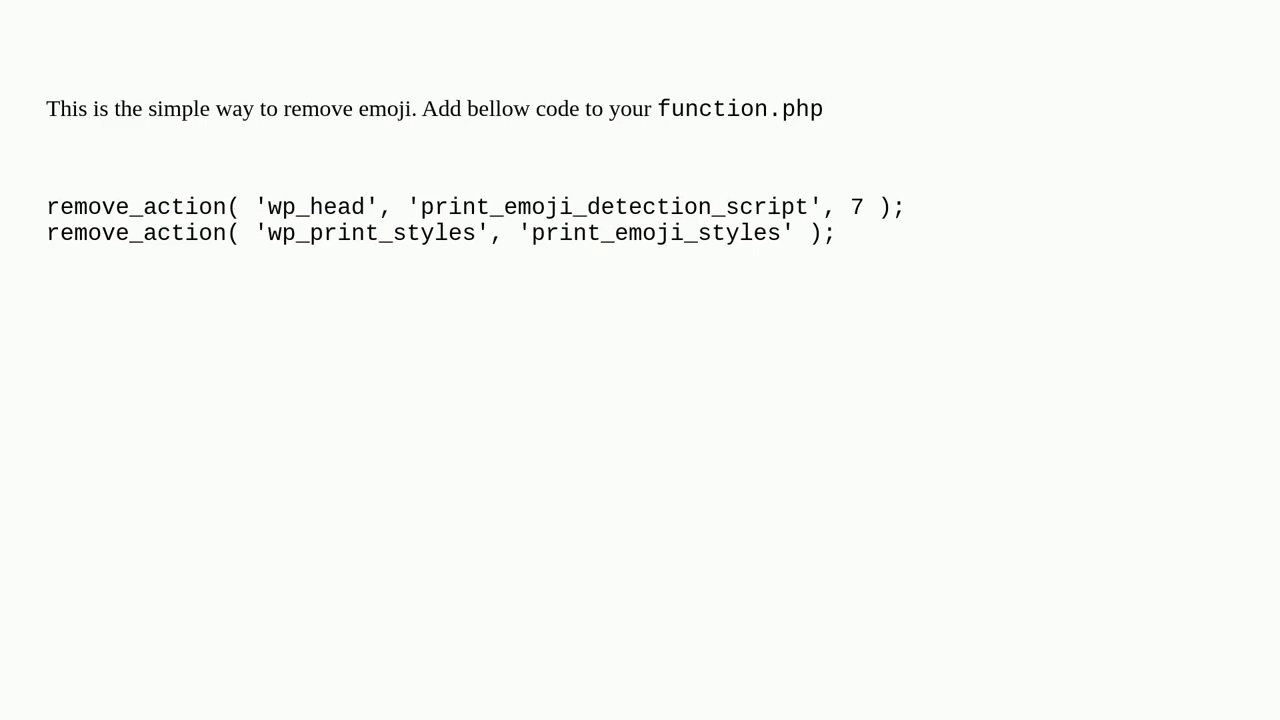 This is the simple way to remove emoji. Add bellow code to your function.php
remove_action( 'wp_head', 'print_emoji_detection_script', 7 );
remove_action( 'wp_print_styles', 'print_emoji_styles' );